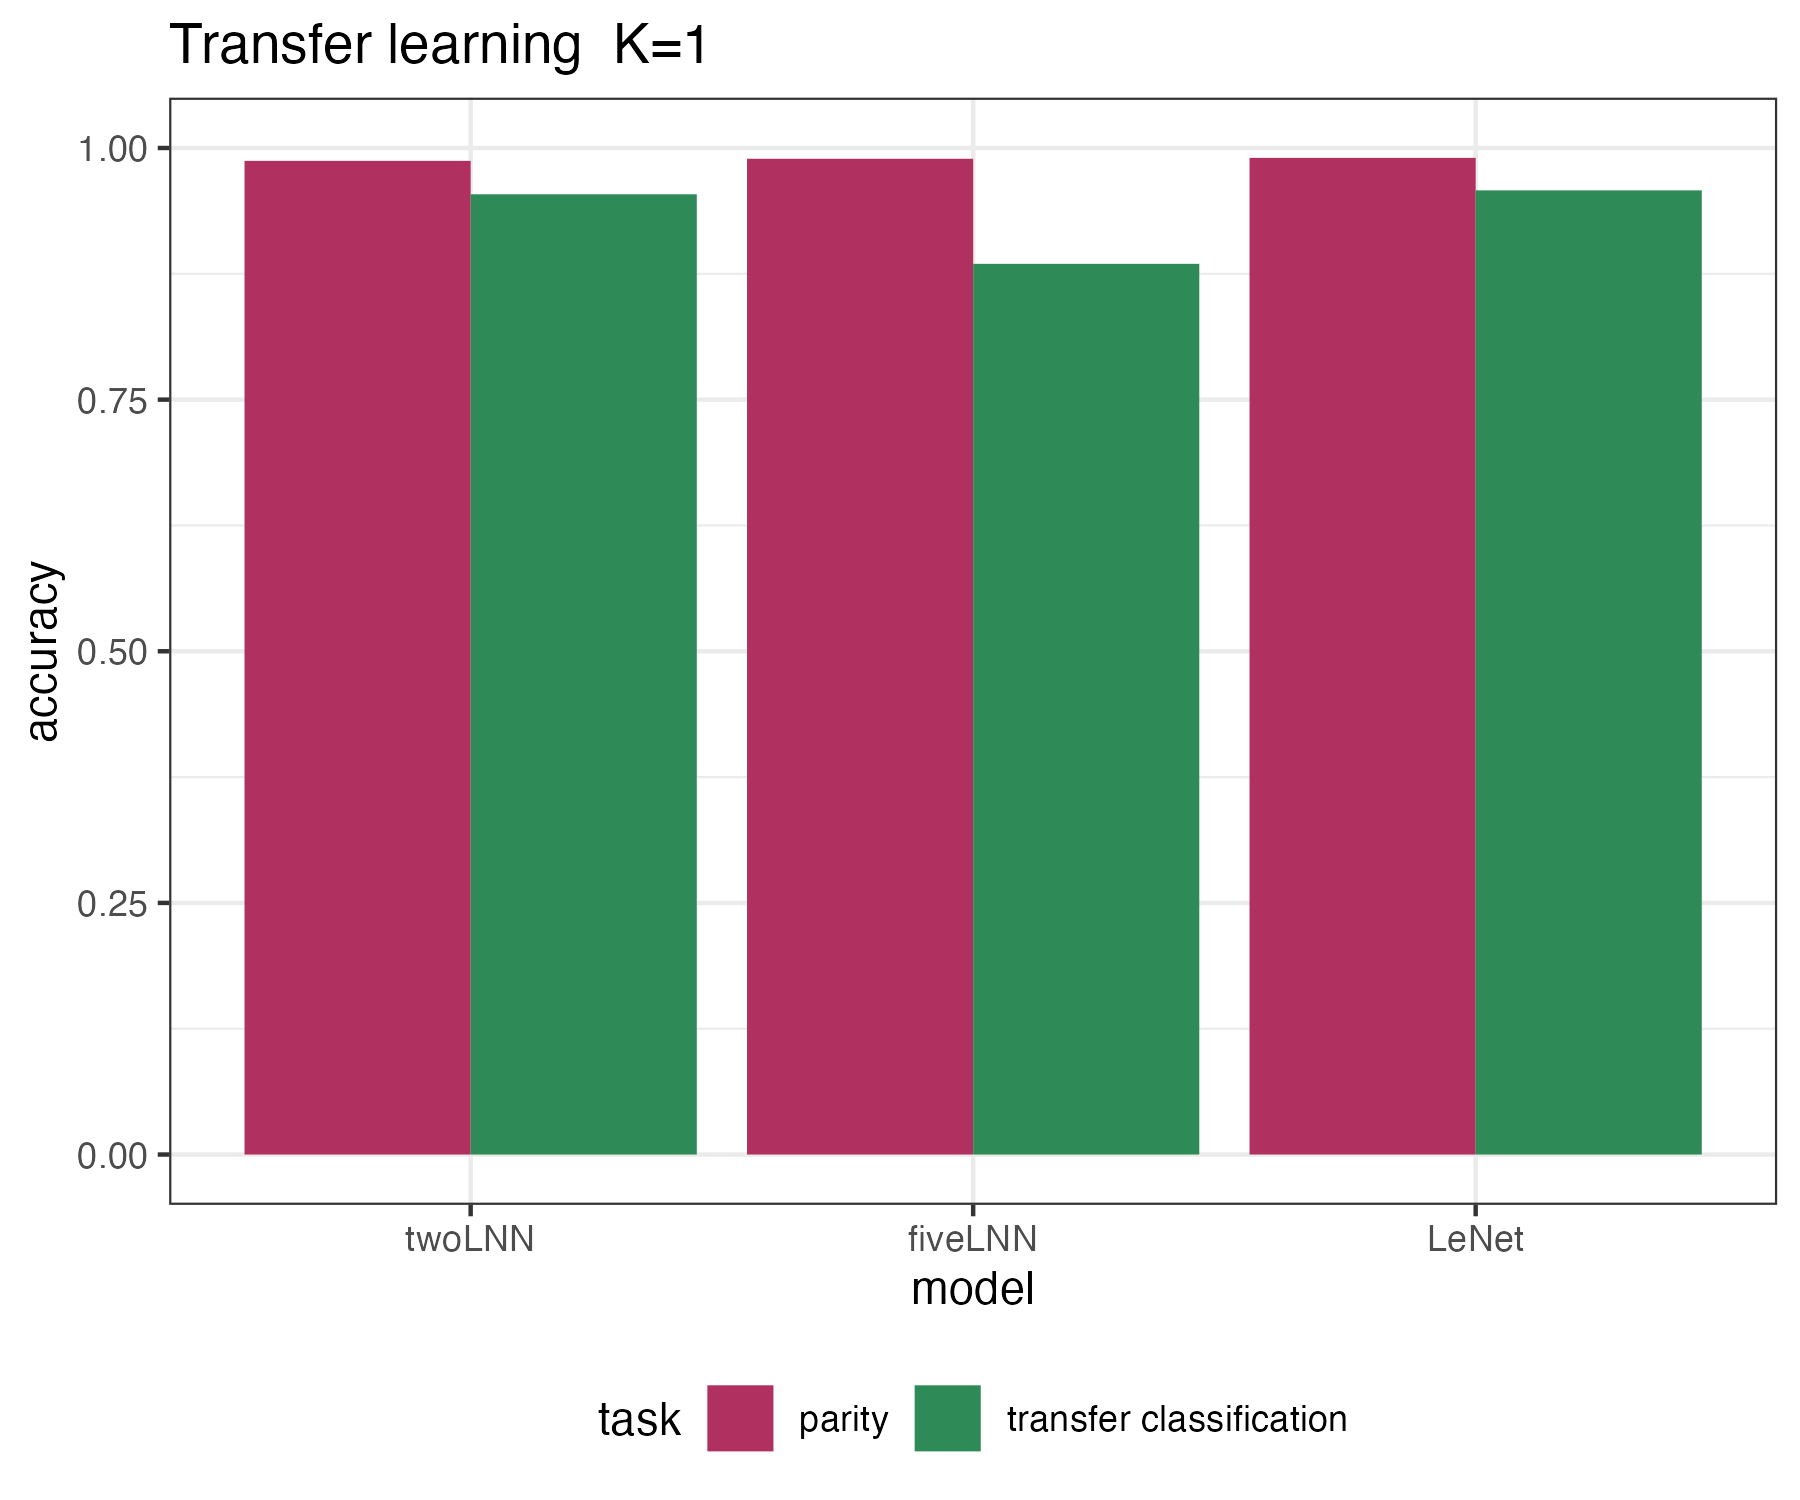 Transfer learning  K=1
1.00
0.75
0.50
0.25
0.00
accuracy
twoLNN fiveLNN LeNet
model
task parity transfer classification